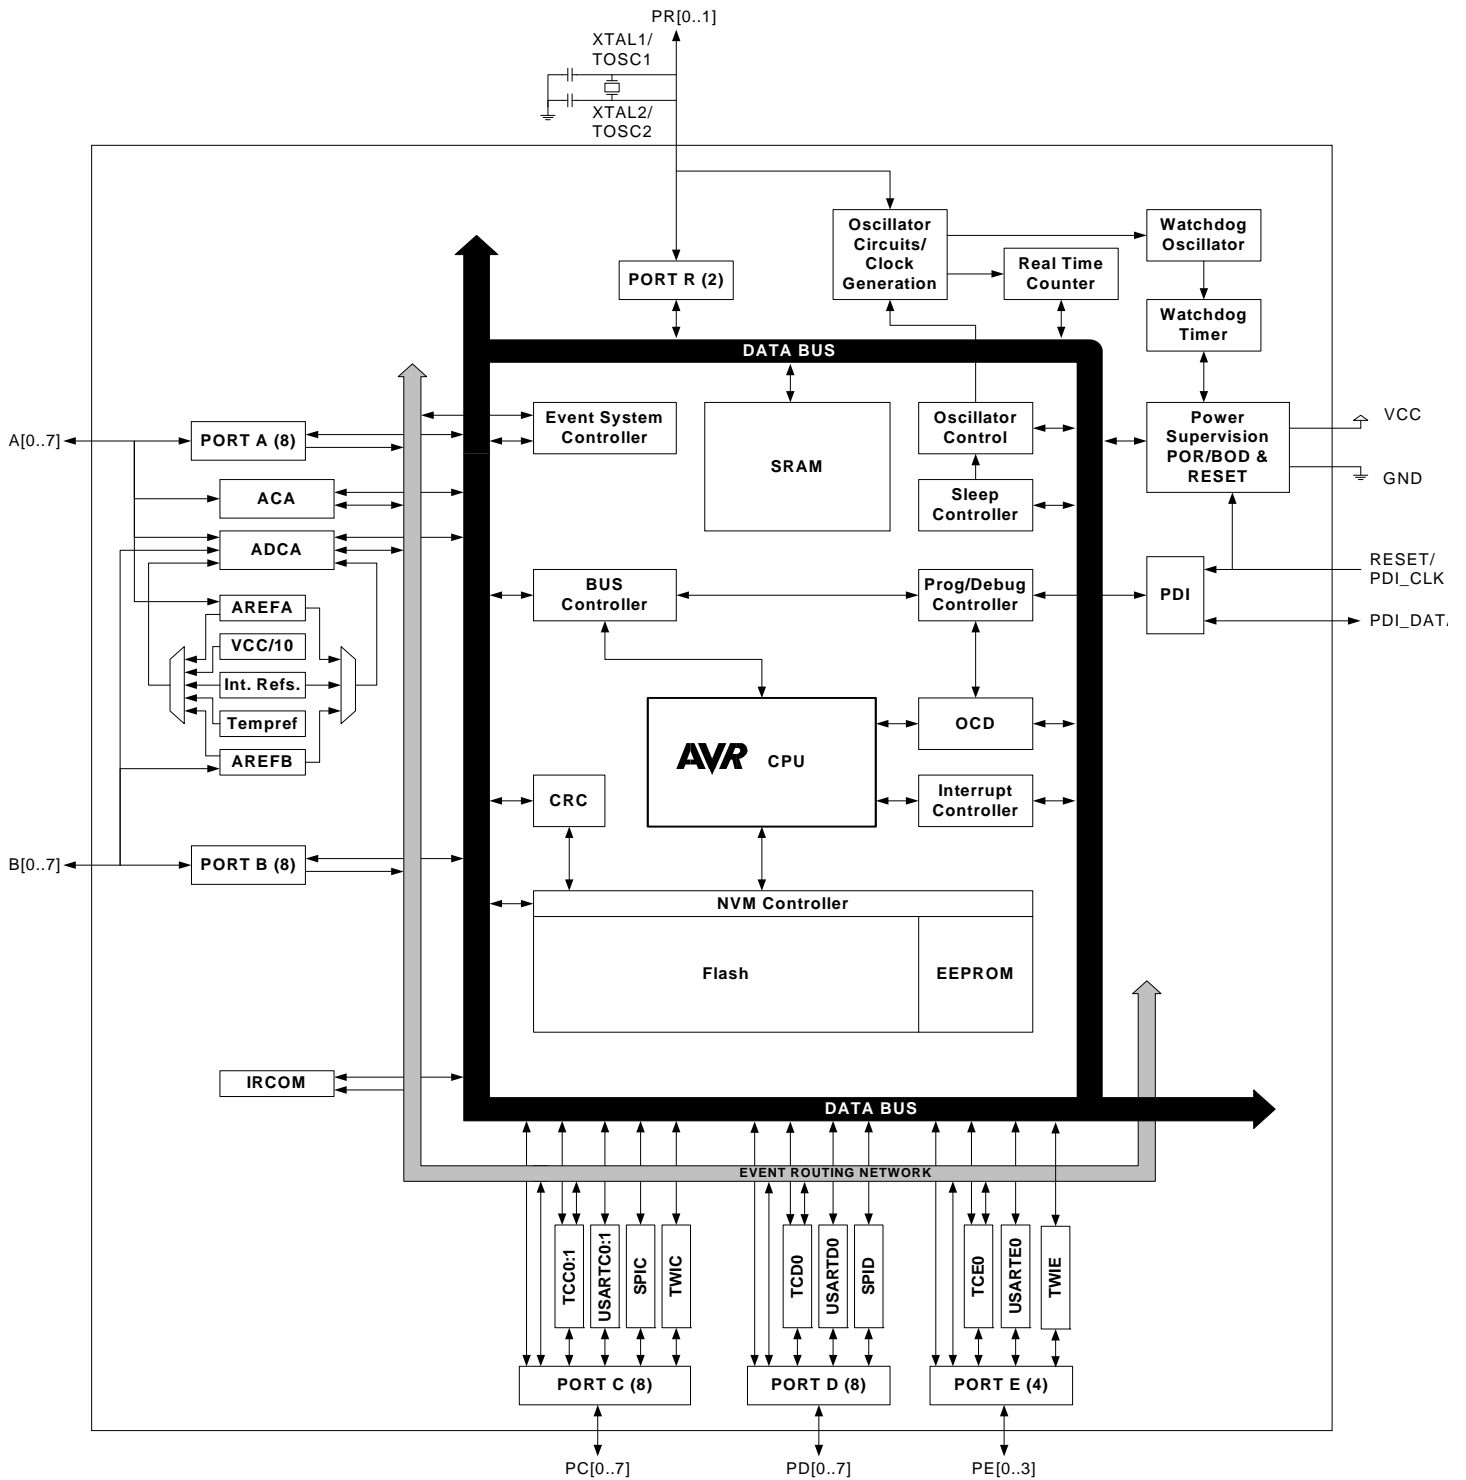 PR[0..1]
XTAL1/
TOSC1
XTAL2/
TOSC2
Oscillator
Circuits/
Clock
Generation
Watchdog
Oscillator
PORT R (2)
Real Time
Counter
Watchdog
Timer
DATA BUS
A[0..7]
PORT A (8)
Event System
Controller
SRAM
Oscillator
Control
Power
Supervision
POR/BOD &
RESET
VCC
GND
ACA
Sleep
Controller
ADCA
BUS
Controller
Prog/Debug
Controller
PDI
RESET/
PDI_CLK
PDI_DATA
AREFA
VCC/10
Int. Refs.
Tempref
AREFB
AVR CPU
OCD
CRC
Interrupt
Controller
B[0..7]
PORT B (8)
NVM Controller
Flash
EEPROM
IRCOM
DATA BUS
EVENT ROUTING NETWORK
TCC0:1
USARTC0:1
SPIC
TWIC
TCD0
USARTD0
SPID
TCE0
USARTE0
TWIE
PORT C (8)
PORT D (8)
PORT E (4)
PC[0..7]
PD[0..7]
PE[0..3]